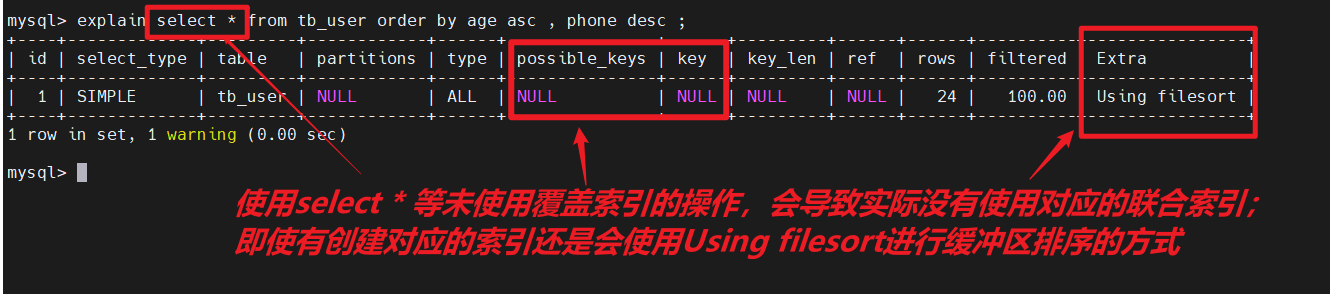 mysql> explain select * from tb_user order by age asc , phone desc ;
+----+-------------+---------+------------+------+---------------+------+---------+------+------+----------+----------------+
| id | select_type | table | partitions | type | possible_keys | key | key_len | ref | rows | filtered | Extra |
+----+-------------+---------+------------+------+---------------+------+---------+------+------+----------+----------------+
| 1 | SIMPLE | tb_user | NULL | ALL | NULL | NULL | NULL | NULL | 24 | 100.00 | Using filesort |
+----+-------------+---------+------------+------+---------------+------+---------+------+------+----------+----------------+
1 row in set, 1 warning (0.00 sec)
mysql>
使用select * 等未使用覆盖索引的操作，会导致实际没有使用对应的联合索引；
即使有创建对应的索引还是会使用Using filesort进行缓冲区排序的方式